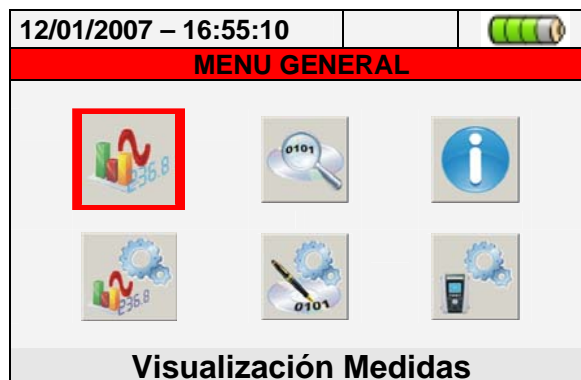 12/01/2007 – 16:55:10
MENU GENERAL
236.8
0101
236.8
0101
Visualización Medidas